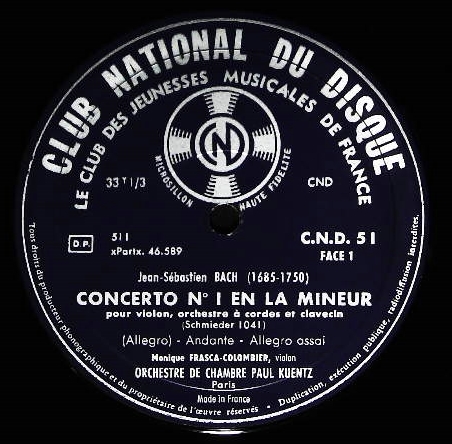 CLUB NATIONAL DU DISQUE
LE CLUB DES JEUNESSES MUSICALES DE FRANCE
CND
MICROSILLON
HAUTE FIDELITE
33 T 1/3
CND
D.P.
511
xPartx. 46.589
C.N.D. 51
FACE 1
Jean-Sébastien BACH (1685-1750)
CONCERTO N° 1 EN LA MINEUR
pour violon, orchestre à cordes et clavecin
(Schmieder 1041)
(Allegro) - Andante - Allegro assai
Monique FRASCA-COLOMBIER, violon
ORCHESTRE DE CHAMBRE PAUL KUENTZ
Paris
Made in France
Tous droits du producteur phonographique et du propriétaire de l'œuvre réservés • Duplication, exécution publique, radiodiffusion interdites.